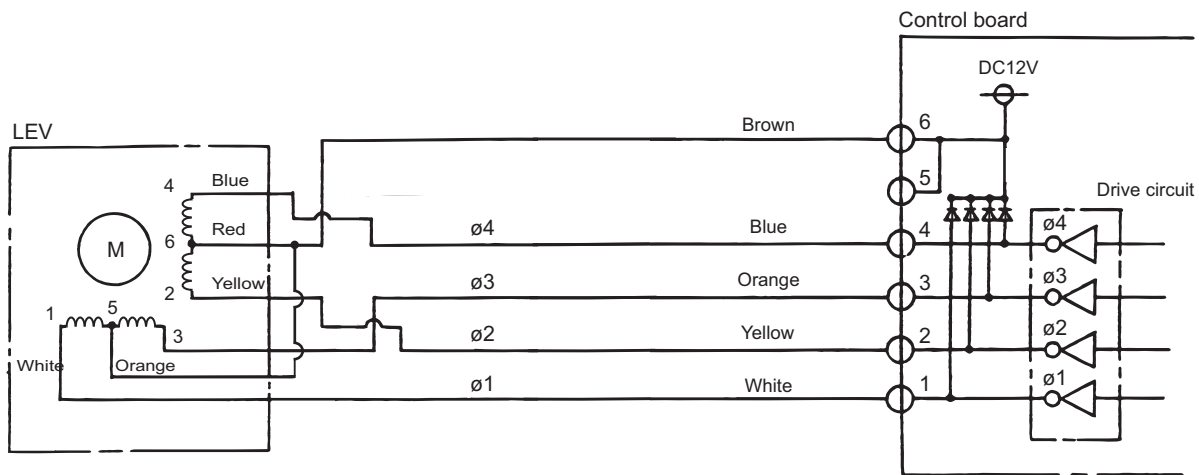 Control board
DC12V
LEV
Brown
6
4
Blue
5
Drive circuit
Red
6
M
ø4
Blue
4
ø4
2
Yellow
ø3
Orange
3
ø3
1
5
3
White
Orange
ø2
Yellow
2
ø2
ø1
White
1
ø1